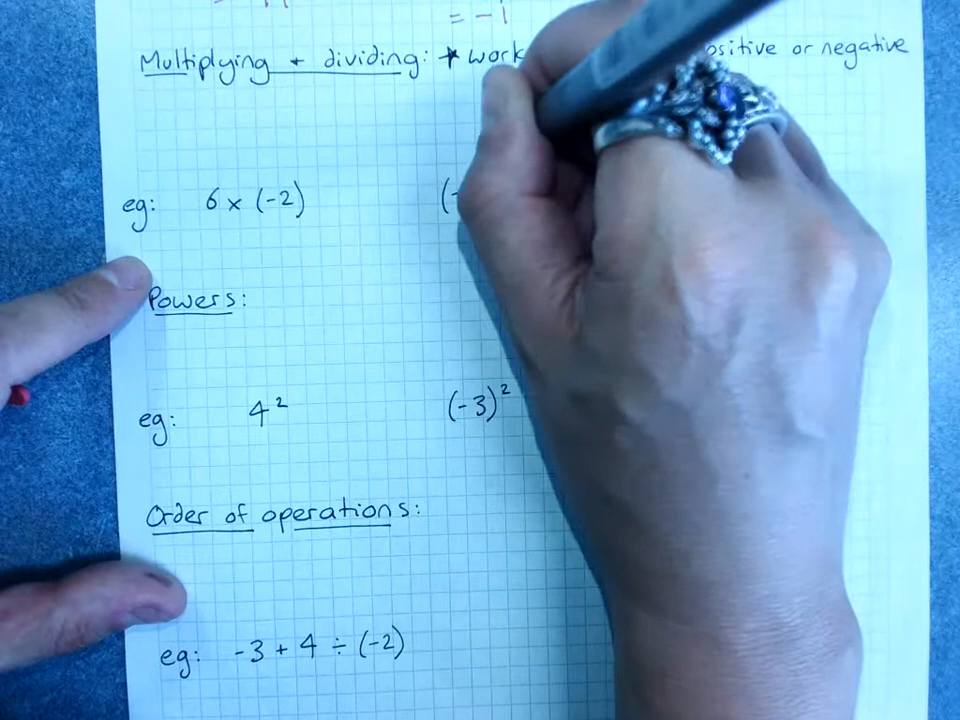 = -1
Multiplying + dividing: * work positive or negative
eg: 6 x (-2) (-
Powers:
eg: 4² (-3)²
Order of operations:
eg: -3 + 4 ÷ (-2)